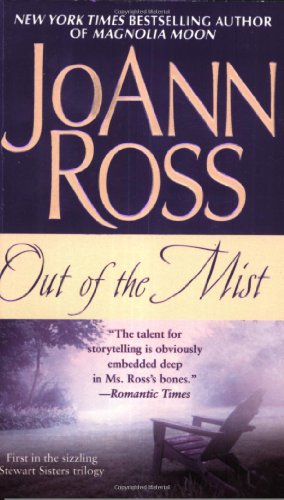 NEW YORK TIMES BESTSELLING AUTHOR
OF MAGNOLIA MOON
JOANN
ROSS
Out of the Mist
"The talent for
storytelling is obviously
embedded deep
in Ms. Ross's bones."
—Romantic Times
First in the sizzling
Stewart Sisters trilogy